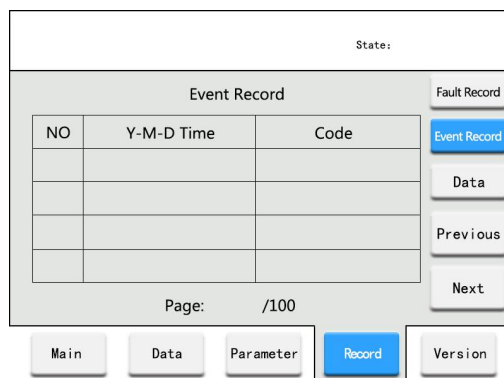 State:
Event Record
NO Y-M-D Time Code
Page: /100
Fault Record
Event Record
Data
Previous
Next
Main Data Parameter Record Version